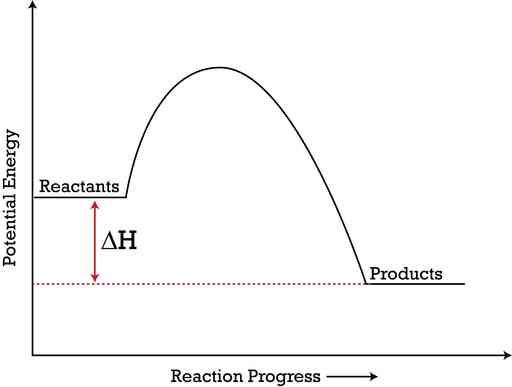 Potential Energy
Reactants
ΔH
Products
Reaction Progress